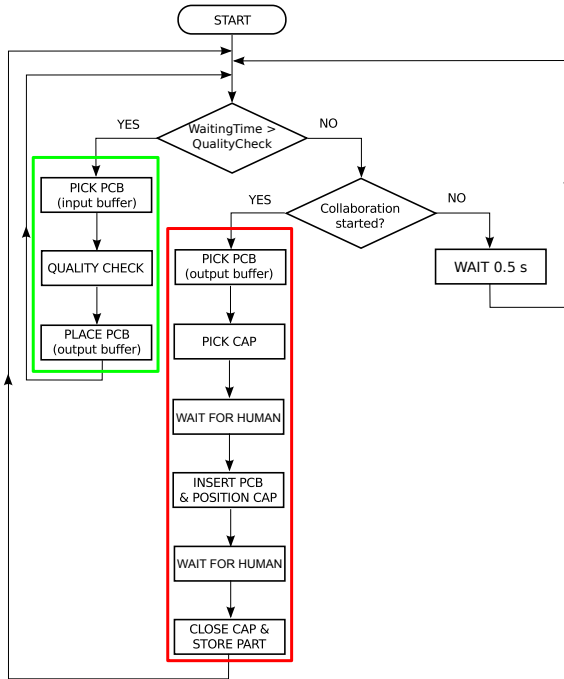 START
WaitingTime >
QualityCheck
YES
NO
PICK PCB
(input buffer)
QUALITY CHECK
PLACE PCB
(output buffer)
Collaboration
started?
YES
NO
WAIT 0.5 s
PICK PCB
(output buffer)
PICK CAP
WAIT FOR HUMAN
INSERT PCB
& POSITION CAP
WAIT FOR HUMAN
CLOSE CAP &
STORE PART